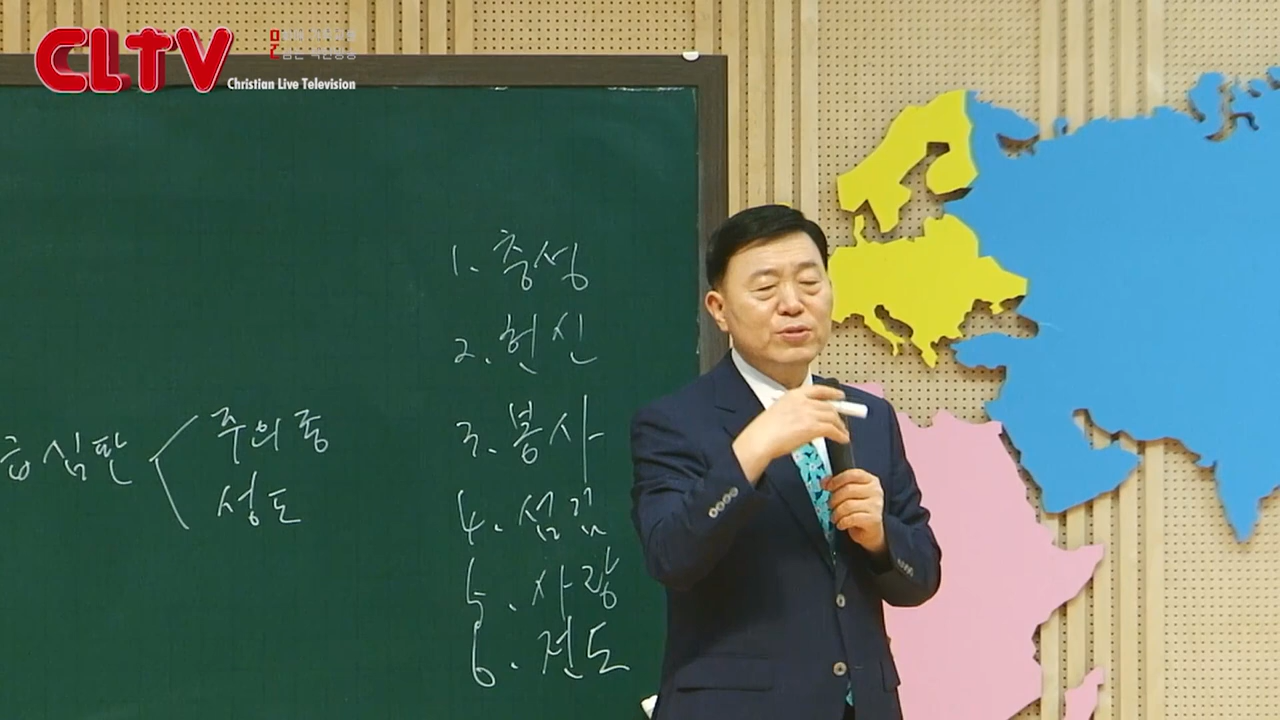 CLTV
Christian Live Television
심판
주의 종
성도
1. 충성
2. 헌신
3. 봉사
4. 섬김
5. 사랑
6. 전도